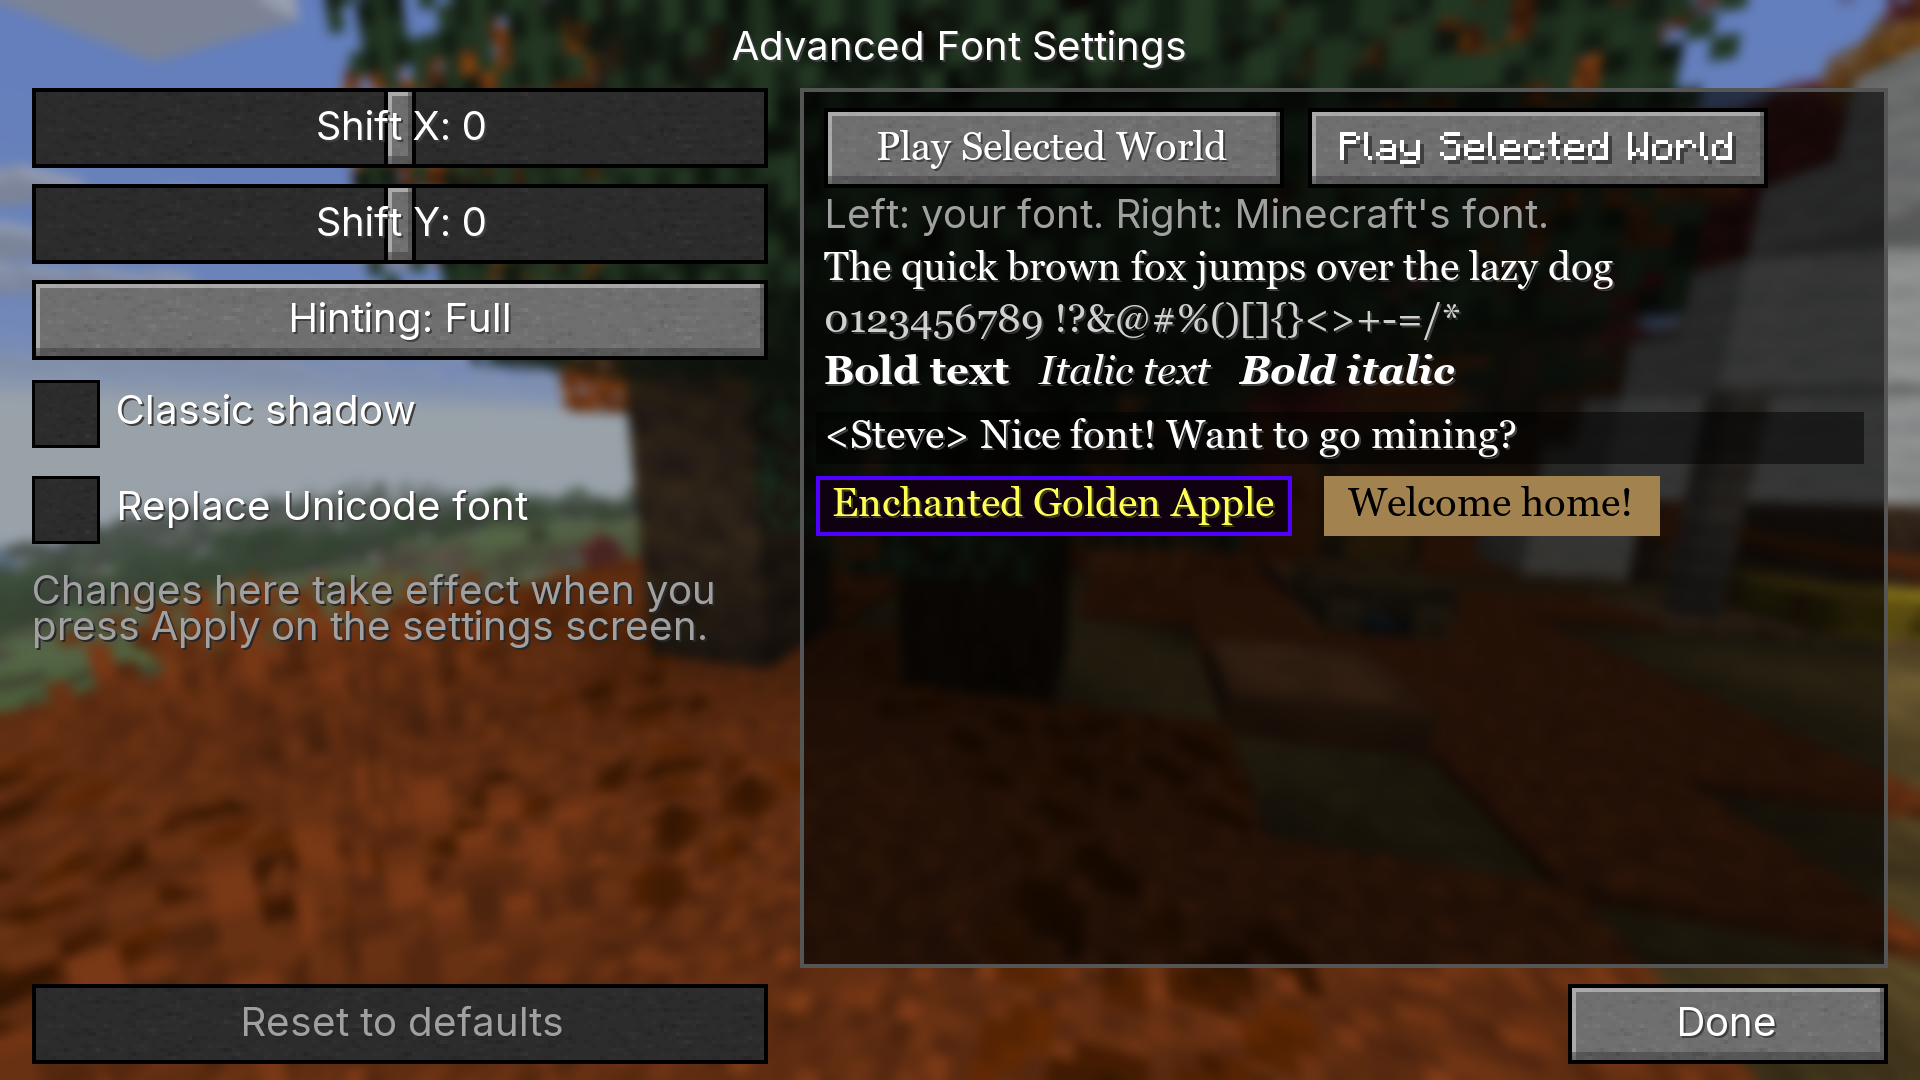 Advanced Font Settings
Shift X: 0
Shift Y: 0
Hinting: Full
Classic shadow
Replace Unicode font
Changes here take effect when you
press Apply on the settings screen.
Reset to defaults
Play Selected World
Play Selected World
Left: your font. Right: Minecraft's font.
The quick brown fox jumps over the lazy dog
0123456789 !?&@#%()[]{}<>+-=/*
Bold text Italic text Bold italic
<Steve> Nice font! Want to go mining?
Enchanted Golden Apple
Welcome home!
Done